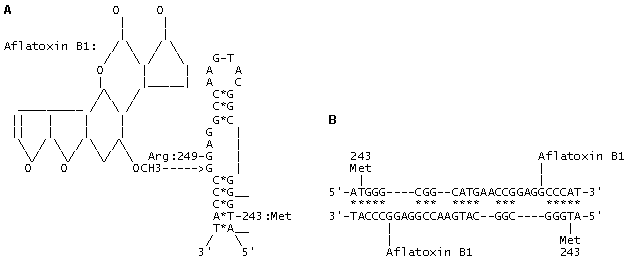 A
O O
Aflatoxin B1:
G-T
O
A A
A C
C*G
C*G
G*C
B
A
G
Arg:249-G
O O OCH3----->G
C*G
C*G
C*G
A*T-243:Met
T*A
3' 5'
243
Met
Aflatoxin B1
5'-ATGGG----CGG--CATGAACCGGAGGCCCAT-3'
***** *** **** *** *****
3'-TACCCGGAGGCCAAGTAC--GGC----GGGTA-5'
Aflatoxin B1
Met
243